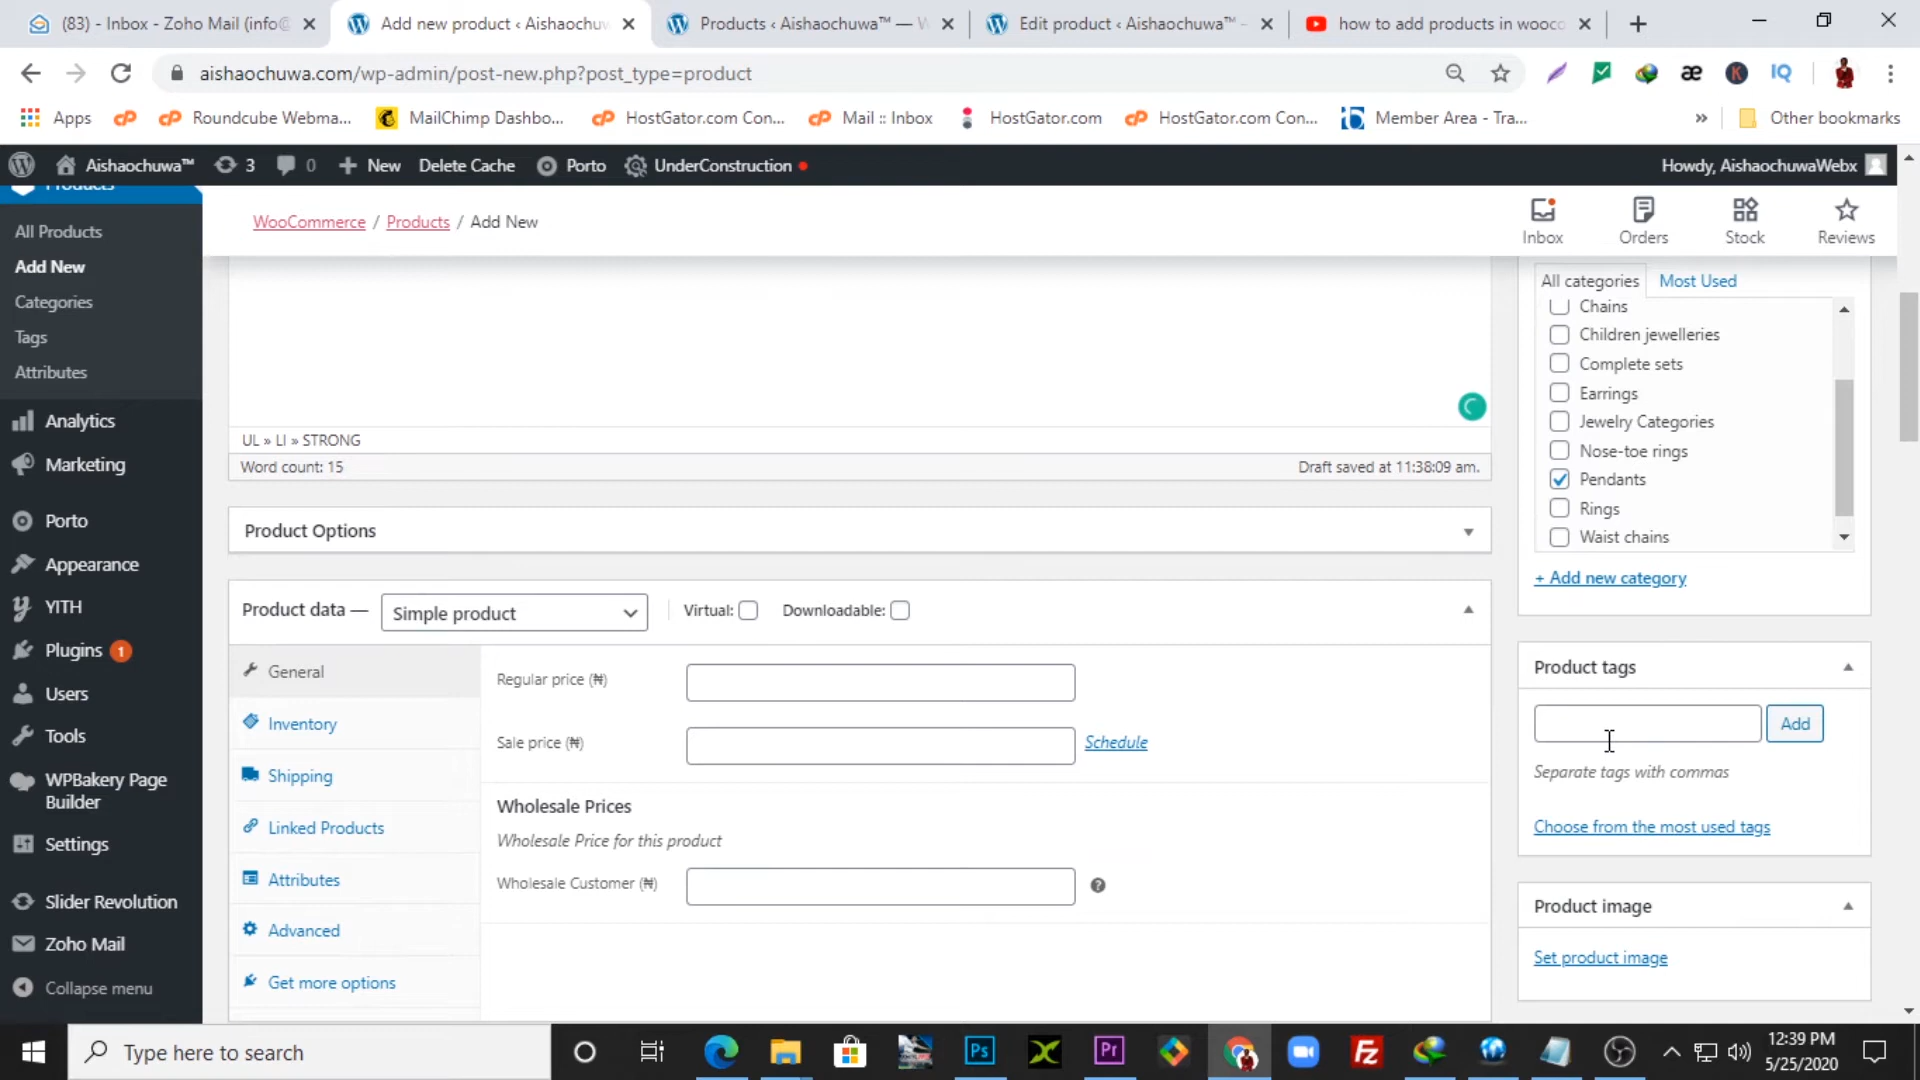 (83) - Inbox - Zoho Mail (info@
Add new product ‹ Aishaochuw
Products ‹ Aishaochuwa™ — W
Edit product ‹ Aishaochuwa™ -
how to add products in wooco
aishaochuwa.com/wp-admin/post-new.php?post_type=product
Apps
Roundcube Webma...
MailChimp Dashbo...
HostGator.com Con...
Mail :: Inbox
HostGator.com
HostGator.com Con...
Member Area - Tra...
Other bookmarks
Aishaochuwa™
3
0
New
Delete Cache
Porto
UnderConstruction
Howdy, AishaochuwaWebx
Products
All Products
Add New
Categories
Tags
Attributes
Analytics
Marketing
Porto
Appearance
YITH
Plugins 1
Users
Tools
WPBakery Page
Builder
Settings
Slider Revolution
Zoho Mail
Collapse menu
WooCommerce / Products / Add New
Inbox
Orders
Stock
Reviews
UL » LI » STRONG
Word count: 15
Draft saved at 11:38:09 am.
Product Options
Product data —
Simple product
Virtual:
Downloadable:
General
Inventory
Shipping
Linked Products
Attributes
Advanced
Get more options
Regular price (₦)
Sale price (₦)
Schedule
Wholesale Prices
Wholesale Price for this product
Wholesale Customer (₦)
All categories
Most Used
Chains
Children jewelleries
Complete sets
Earrings
Jewelry Categories
Nose-toe rings
Pendants
Rings
Waist chains
+ Add new category
Product tags
Add
Separate tags with commas
Choose from the most used tags
Product image
Set product image
Type here to search
12:39 PM
5/25/2020